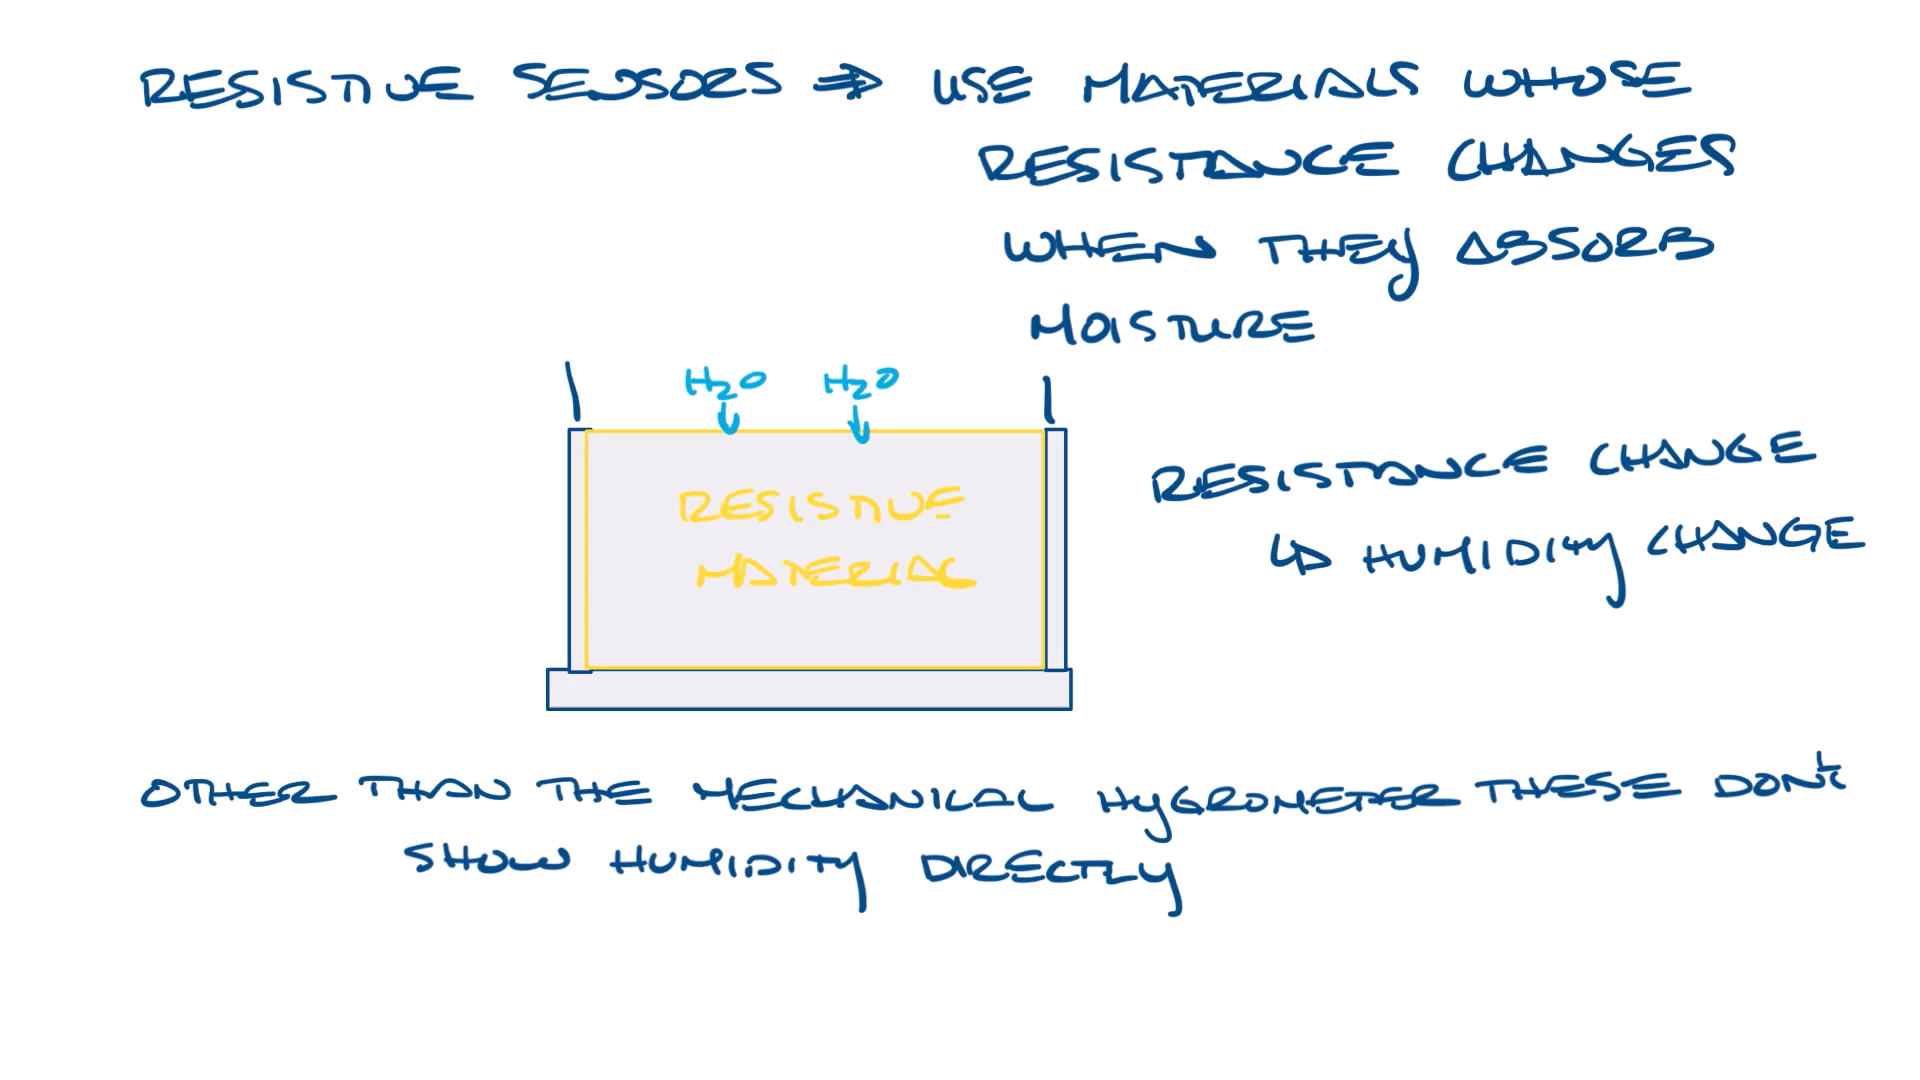 RESISTIVE SENSORS ⇒ USE MATERIALS WHOSE
RESISTANCE CHANGES
WHEN THEY ABSORB
MOISTURE
H₂O H₂O
RESISTIVE
MATERIAL
RESISTANCE CHANGE
↳ HUMIDITY CHANGE
OTHER THAN THE MECHANICAL HYGROMETER THESE DON'T
SHOW HUMIDITY DIRECTLY